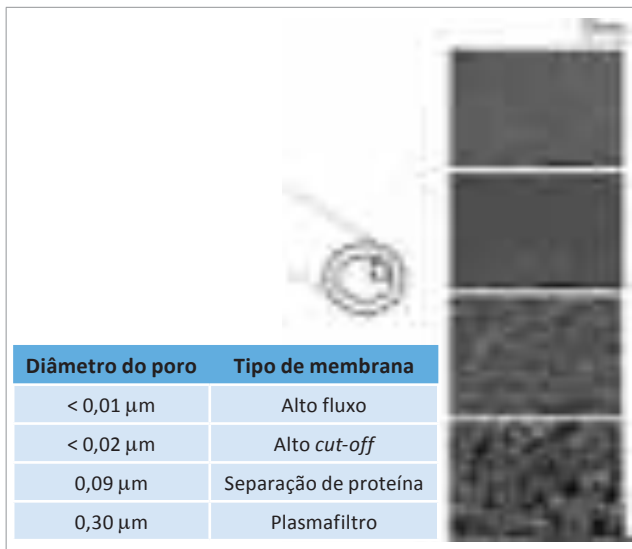 Diâmetro do poro Tipo de membrana
< 0,01 μm Alto fluxo
< 0,02 μm Alto cut-off
0,09 μm Separação de proteína
0,30 μm Plasmafiltro